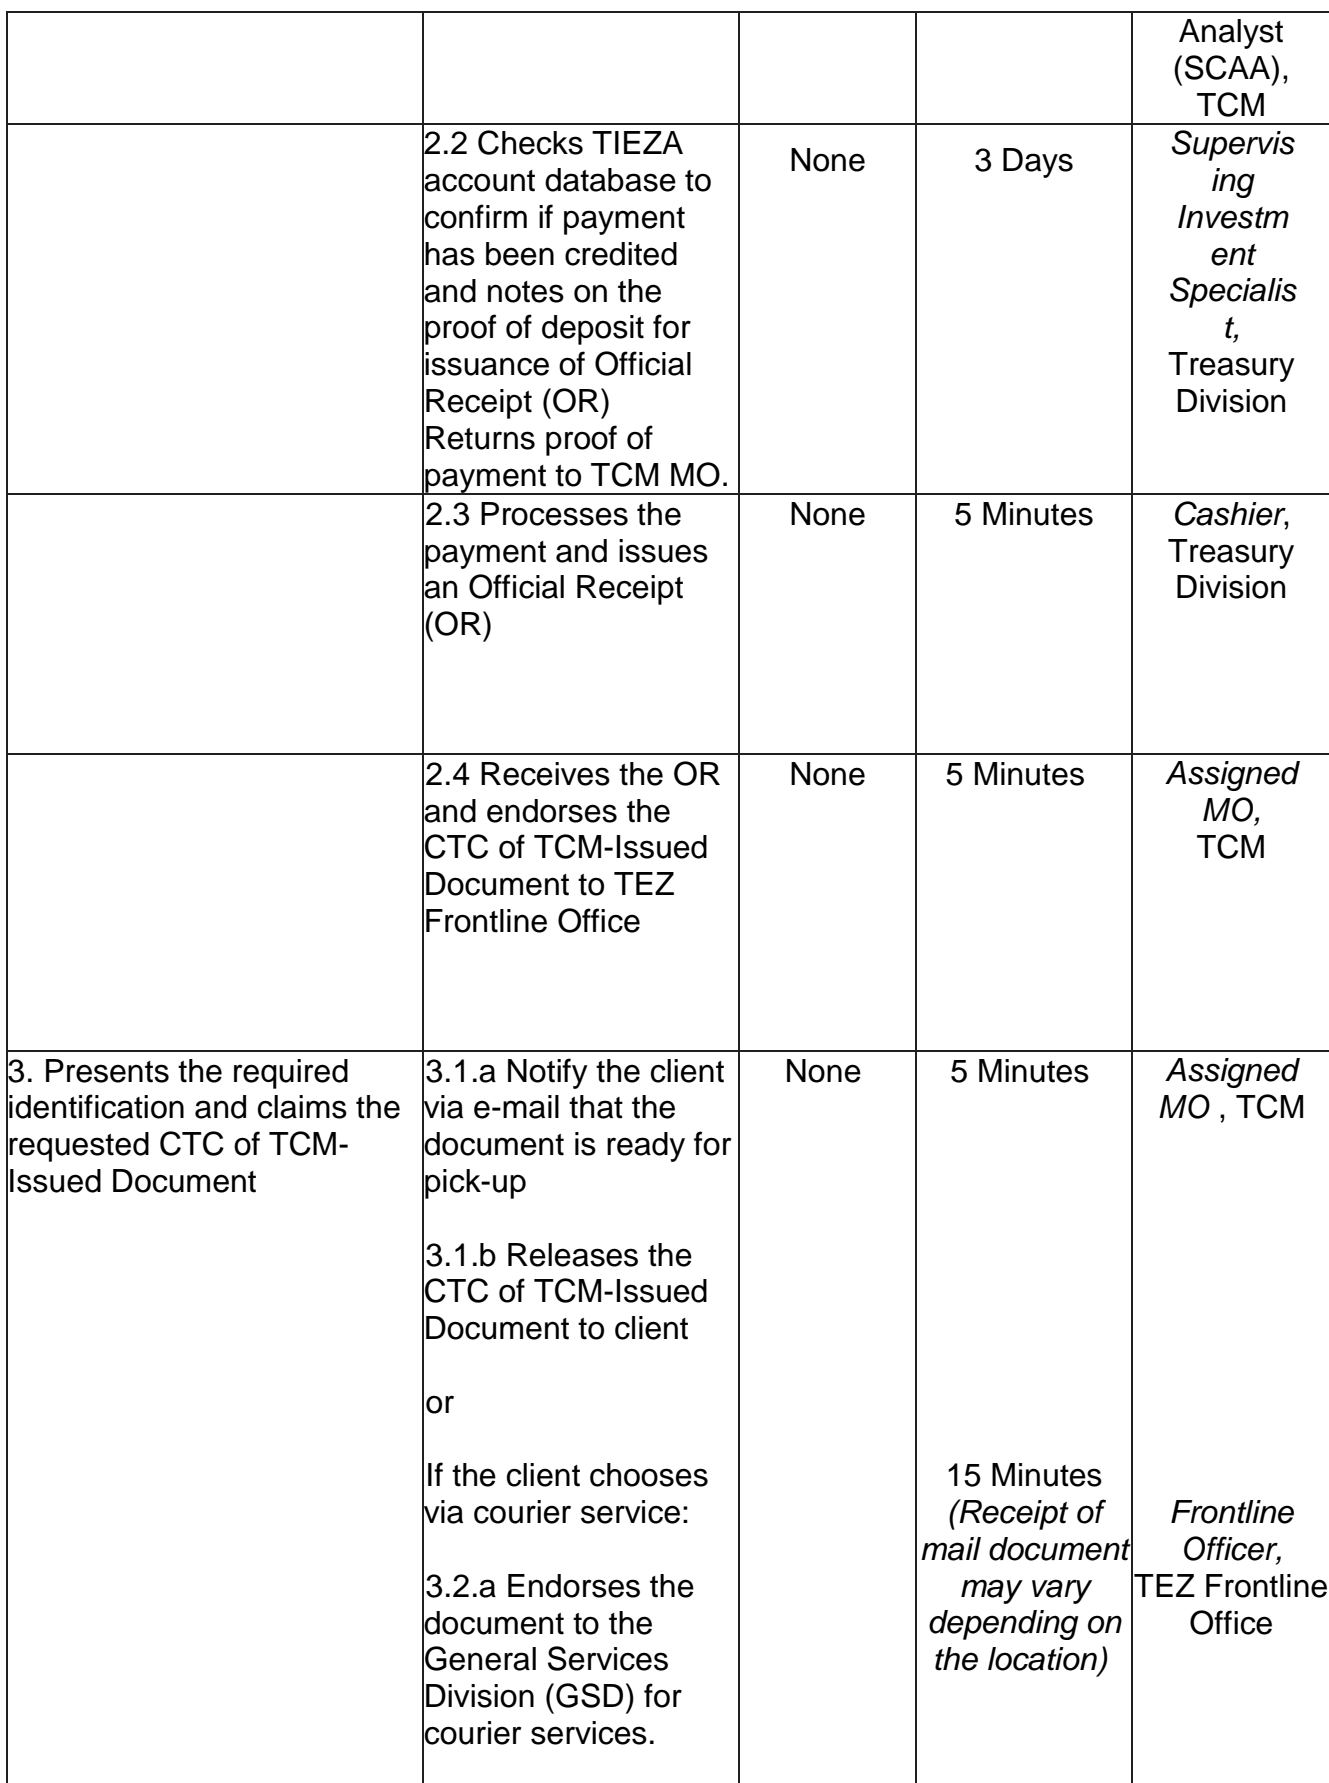 Analyst
(SCAA),
TCM
2.2 Checks TIEZA
account database to
confirm if payment
has been credited
and notes on the
proof of deposit for
issuance of Official
Receipt (OR)
Returns proof of
payment to TCM MO.
None
3 Days
Supervis
ing
Investm
ent
Specialis
t,
Treasury
Division
2.3 Processes the
payment and issues
an Official Receipt
(OR)
None
5 Minutes
Cashier,
Treasury
Division
2.4 Receives the OR
and endorses the
CTC of TCM-Issued
Document to TEZ
Frontline Office
None
5 Minutes
Assigned
MO,
TCM
3. Presents the required
identification and claims the
requested CTC of TCM-
Issued Document
3.1.a Notify the client
via e-mail that the
document is ready for
pick-up
3.1.b Releases the
CTC of TCM-Issued
Document to client
or
If the client chooses
via courier service:
3.2.a Endorses the
document to the
General Services
Division (GSD) for
courier services.
None
5 Minutes
15 Minutes
(Receipt of
mail document
may vary
depending on
the location)
Assigned
MO , TCM
Frontline
Officer,
TEZ Frontline
Office